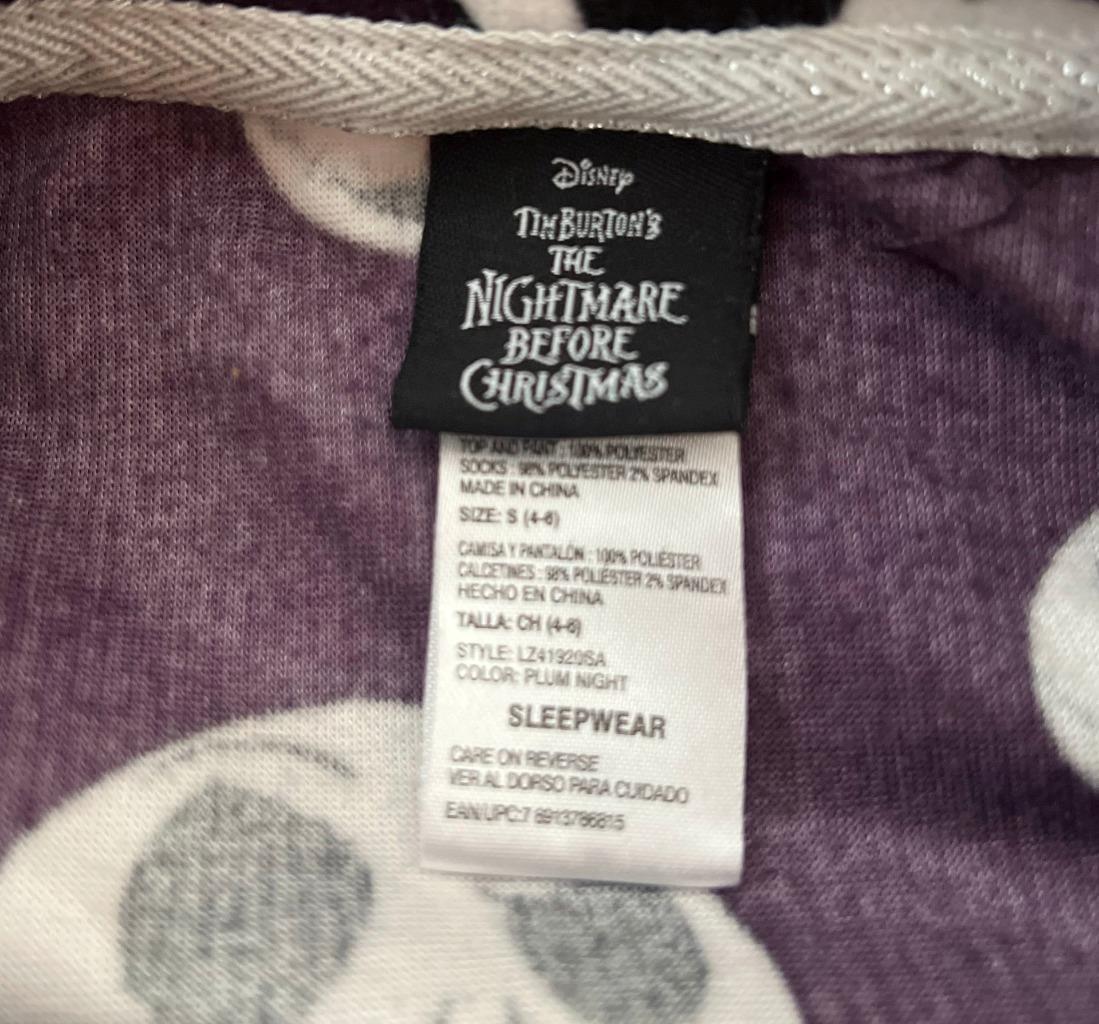 Disney
TIM BURTON'S
THE
NIGHTMARE
BEFORE
CHRISTMAS
TOP AND PANT : 100% POLYESTER
SOCKS : 98% POLYESTER 2% SPANDEX
MADE IN CHINA
SIZE: S (4-6)
CAMISA Y PANTALÓN : 100% POLIÉSTER
CALCETINES : 98% POLIÉSTER 2% SPANDEX
HECHO EN CHINA
TALLA: CH (4-6)
STYLE: LZ41920SA
COLOR: PLUM NIGHT
SLEEPWEAR
CARE ON REVERSE
VER AL DORSO PARA CUIDADO
EAN/UPC:7 6913786815